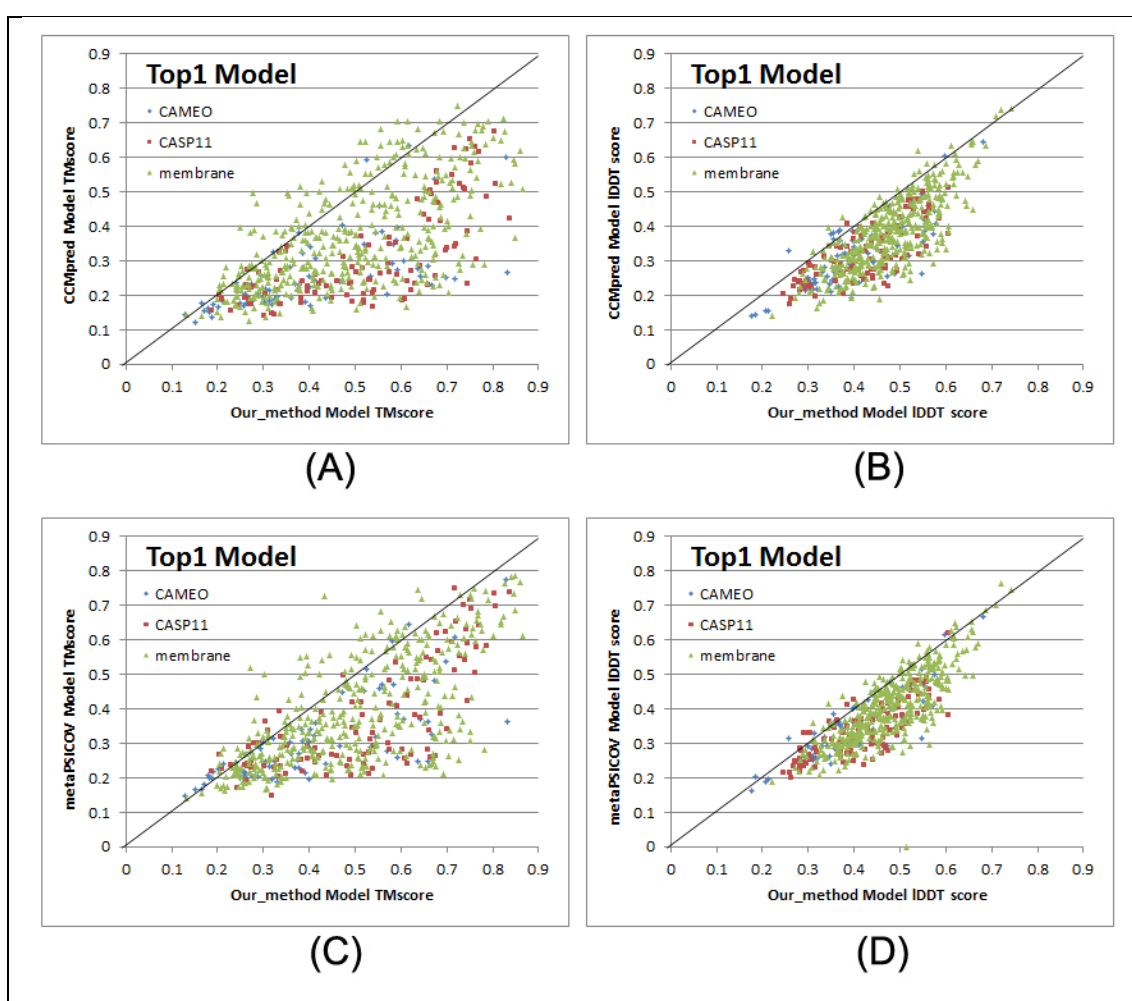 Top1 Model
CAMEO
CASP11
membrane
CCMpred Model TMscore
0.9
0.8
0.7
0.6
0.5
0.4
0.3
0.2
0.1
0
0 0.1 0.2 0.3 0.4 0.5 0.6 0.7 0.8 0.9
Our_method Model TMscore
(A)
Top1 Model
CAMEO
CASP11
membrane
CCMpred Model lDDT score
0.9
0.8
0.7
0.6
0.5
0.4
0.3
0.2
0.1
0
0 0.1 0.2 0.3 0.4 0.5 0.6 0.7 0.8 0.9
Our_method Model lDDT score
(B)
Top1 Model
CAMEO
CASP11
membrane
metaPSICOV Model TMscore
0.9
0.8
0.7
0.6
0.5
0.4
0.3
0.2
0.1
0
0 0.1 0.2 0.3 0.4 0.5 0.6 0.7 0.8 0.9
Our_method Model TMscore
(C)
Top1 Model
CAMEO
CASP11
membrane
metaPSICOV Model lDDT score
0.9
0.8
0.7
0.6
0.5
0.4
0.3
0.2
0.1
0
0 0.1 0.2 0.3 0.4 0.5 0.6 0.7 0.8 0.9
Our_method Model lDDT score
(D)